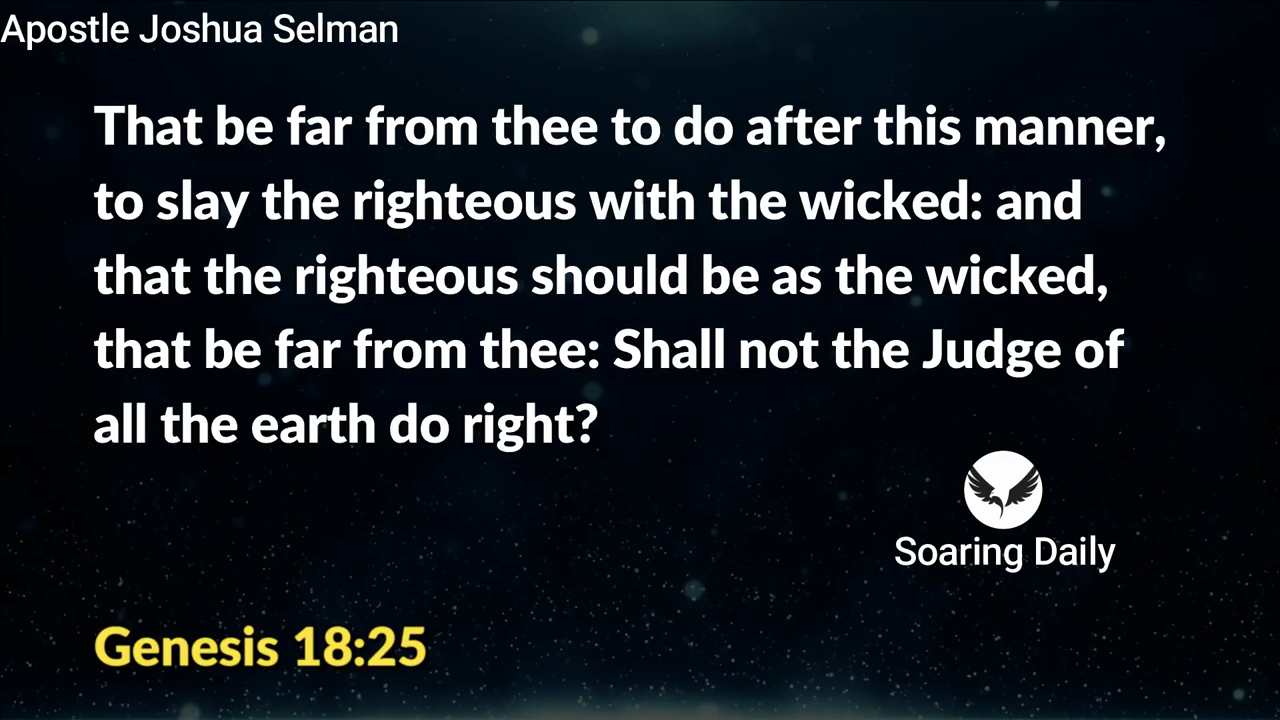 Apostle Joshua Selman
That be far from thee to do after this manner,
to slay the righteous with the wicked: and
that the righteous should be as the wicked,
that be far from thee: Shall not the Judge of
all the earth do right?
Soaring Daily
Genesis 18:25